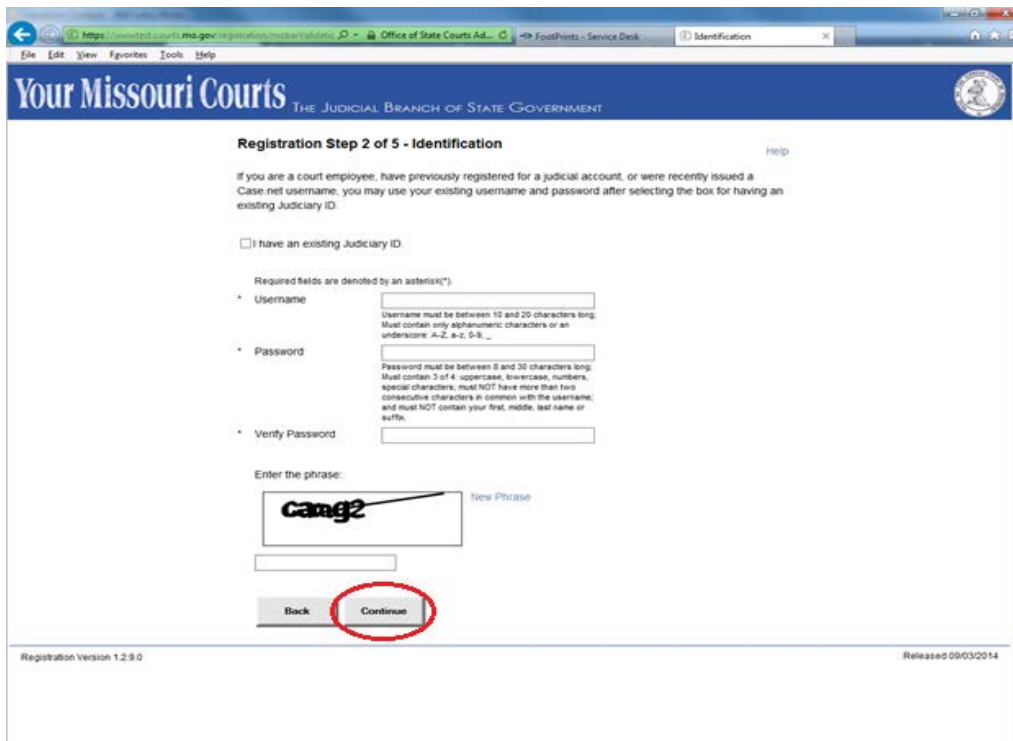 https://wwwtest.courts.mo.gov/registration/
Office of State Courts Ad...
FootPrints - Service Desk
Identification
File Edit View Favorites Tools Help
Your Missouri Courts THE JUDICIAL BRANCH OF STATE GOVERNMENT
Registration Step 2 of 5 - Identification
Help
If you are a court employee, have previously registered for a judicial account, or were recently issued a
Case.net username, you may use your existing username and password after selecting the box for having an
existing Judiciary ID.
I have an existing Judiciary ID.
Required fields are denoted by an asterisk(*).
* Username
Username must be between 10 and 20 characters long;
Must contain only alphanumeric characters or an
underscore: A-Z, a-z, 0-9, _
* Password
Password must be between 8 and 30 characters long;
Must contain 3 of 4: uppercase, lowercase, numbers,
special characters; must NOT have more than two
consecutive characters in common with the username;
and must NOT contain your first, middle, last name or
suffix.
* Verify Password
Enter the phrase:
New Phrase
Back Continue
Registration Version 1.2.9.0
Released 09/03/2014